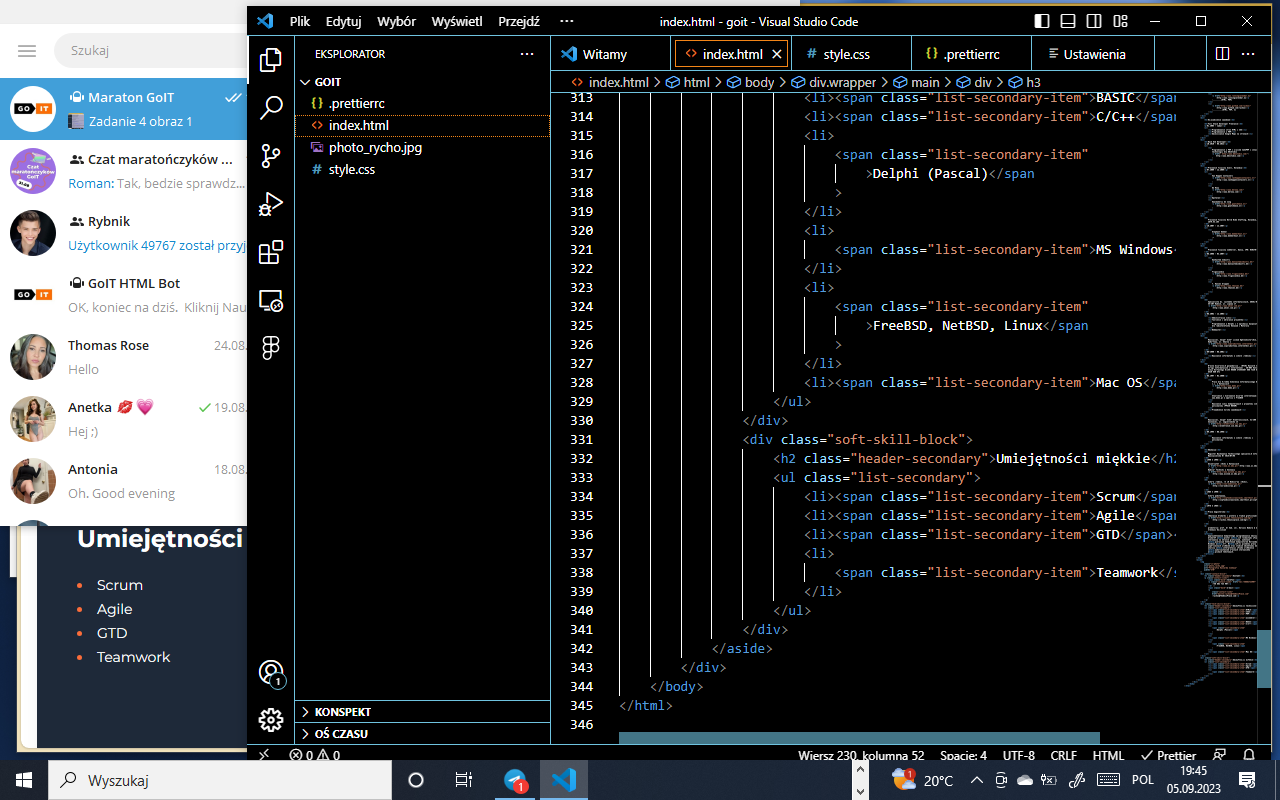 Szukaj
Maraton GoIT
Zadanie 4 obraz 1
Czat maratończyków ...
Roman: Tak, bedzie sprawdz...
Rybnik
Użytkownik 49767 został przyj
GoIT HTML Bot
OK, koniec na dziś. Kliknij Nau
Thomas Rose 24.08.
Hello
Anetka 💋💗 19.08.
Hej ;)
Antonia 18.08.
Oh. Good evening
Umiejętności
Scrum
Agile
GTD
Teamwork
Plik Edytuj Wybór Wyświetl Przejdź ··· index.html - goit - Visual Studio Code
EKSPLORATOR ···
GOIT
{} .prettierrc
<> index.html
photo_rycho.jpg
# style.css
KONSPEKT
OŚ CZASU
Witamy <> index.html # style.css {} .prettierrc Ustawienia ···
<> index.html > html > body > div.wrapper > main > div > h3
313 <li><span class="list-secondary-item">BASIC</span
314 <li><span class="list-secondary-item">C/C++</span
315 <li>
316 <span class="list-secondary-item"
317 >Delphi (Pascal)</span
318 >
319 </li>
320 <li>
321 <span class="list-secondary-item">MS Windows<
322 </li>
323 <li>
324 <span class="list-secondary-item"
325 >FreeBSD, NetBSD, Linux</span
326 >
327 </li>
328 <li><span class="list-secondary-item">Mac OS</spa
329 </ul>
330 </div>
331 <div class="soft-skill-block">
332 <h2 class="header-secondary">Umiejętności miękkie</h2
333 <ul class="list-secondary">
334 <li><span class="list-secondary-item">Scrum</span
335 <li><span class="list-secondary-item">Agile</span
336 <li><span class="list-secondary-item">GTD</span><
337 <li>
338 <span class="list-secondary-item">Teamwork</s
339 </li>
340 </ul>
341 </div>
342 </aside>
343 </div>
344 </body>
345 </html>
346
0 0 Wiersz 230, kolumna 52 Spacje: 4 UTF-8 CRLF HTML Prettier
Wyszukaj 1 1 20°C POL 19:45
05.09.2023